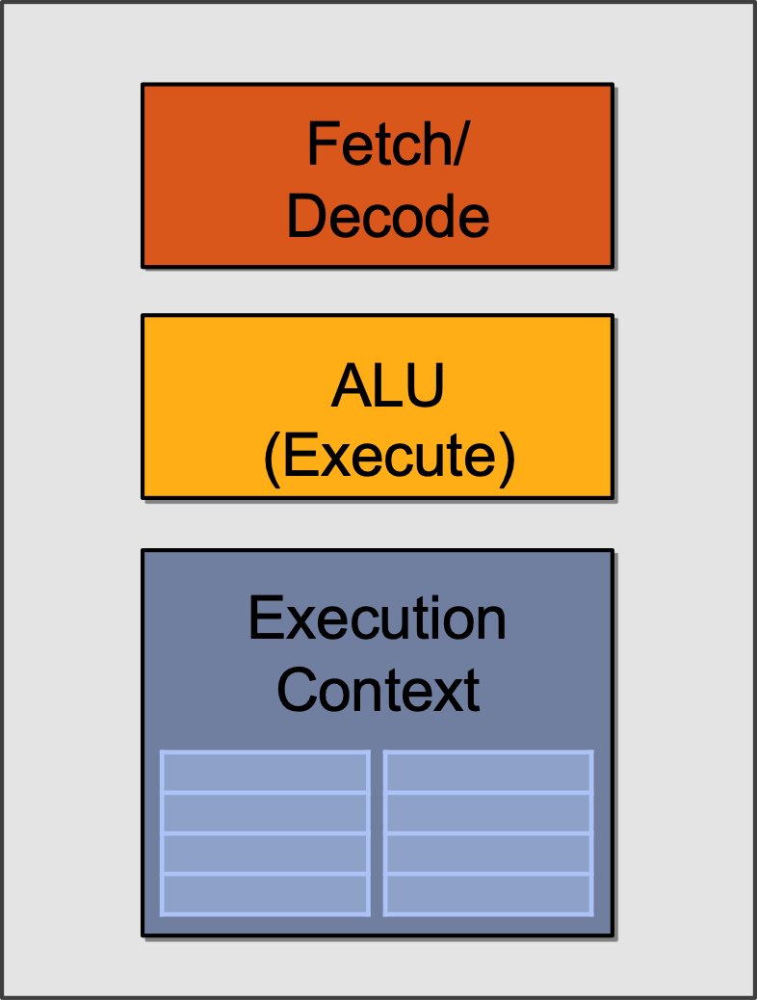 Fetch/
Decode
ALU
(Execute)
Execution
Context